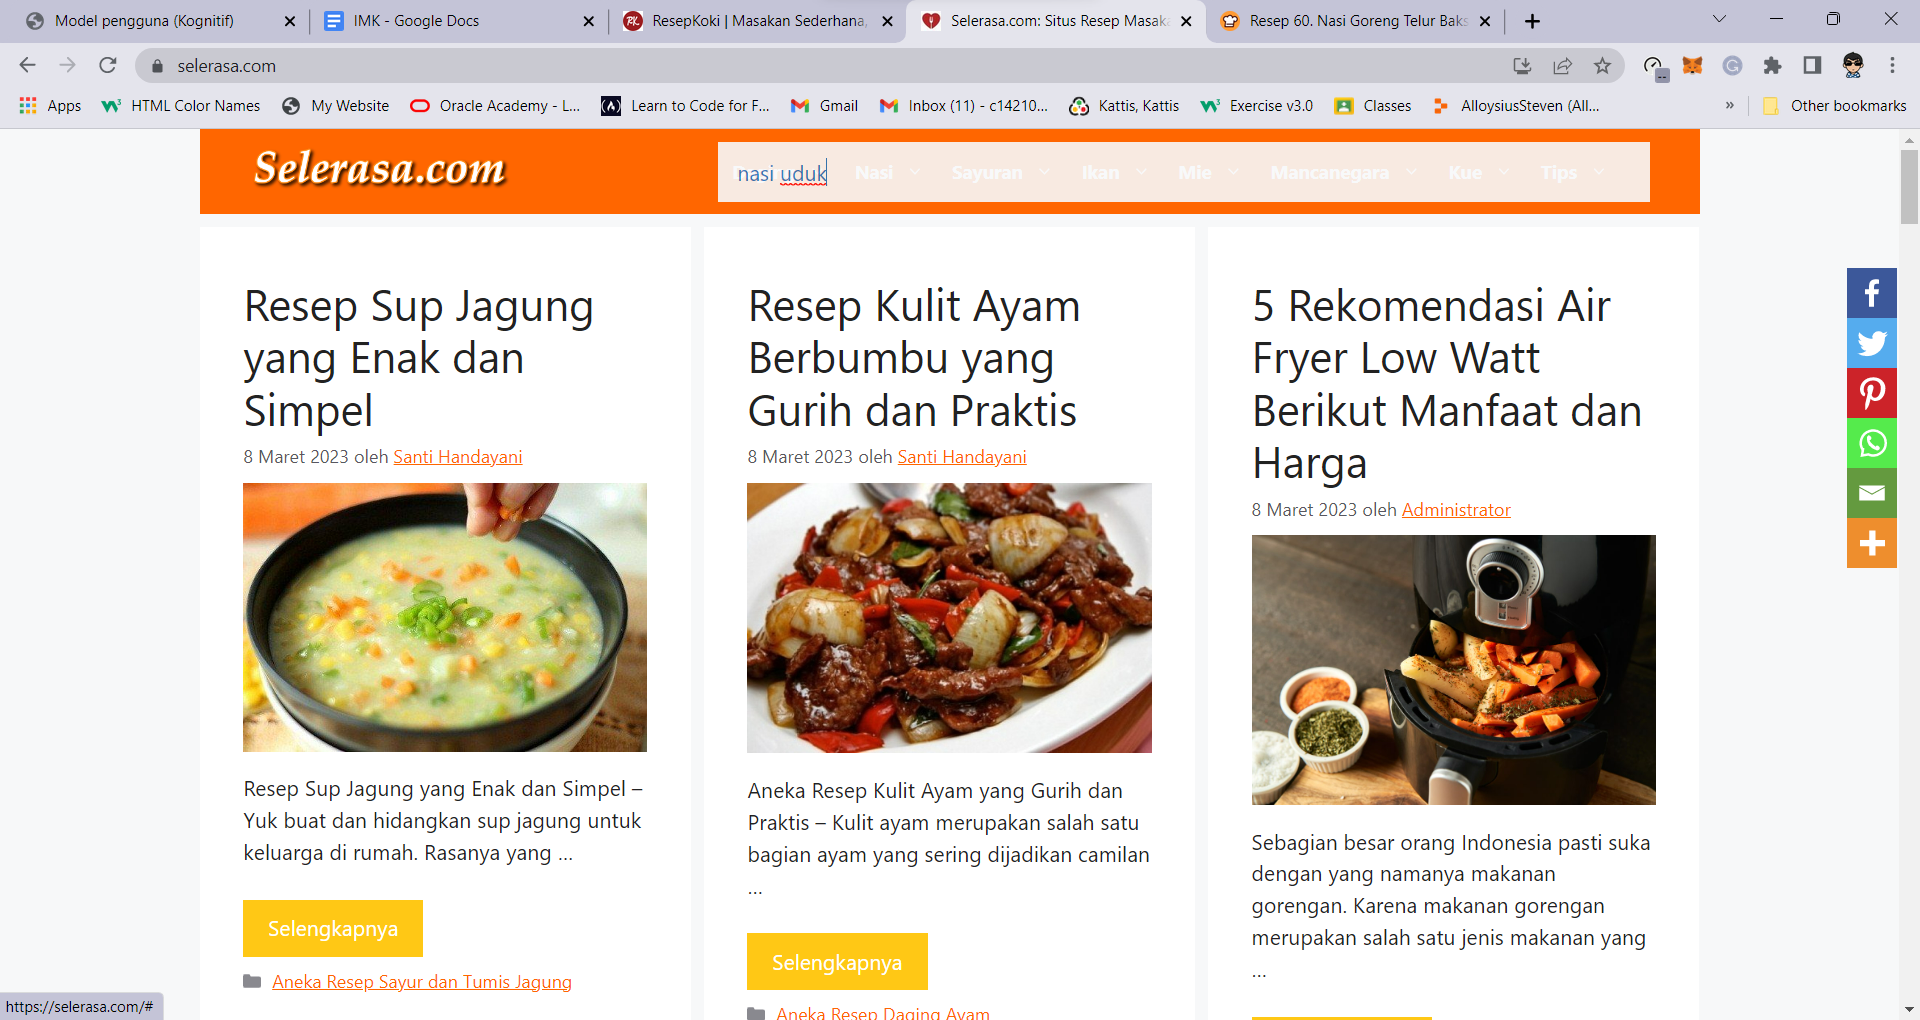 Model pengguna (Kognitif)
IMK - Google Docs
ResepKoki | Masakan Sederhana,
Selerasa.com: Situs Resep Masak
Resep 60. Nasi Goreng Telur Baks
selerasa.com
Apps
HTML Color Names
My Website
Oracle Academy - L...
Learn to Code for F...
Gmail
Inbox (11) - c14210...
Kattis, Kattis
Exercise v3.0
Classes
AlloysiusSteven (All...
»
Other bookmarks
Selerasa.com
nasi uduk
Nasi
Sayuran
Ikan
Mie
Mancanegara
Kue
Tips
Resep Sup Jagung
yang Enak dan
Simpel
8 Maret 2023 oleh Santi Handayani
Resep Sup Jagung yang Enak dan Simpel –
Yuk buat dan hidangkan sup jagung untuk
keluarga di rumah. Rasanya yang ...
Selengkapnya
Aneka Resep Sayur dan Tumis Jagung
Resep Kulit Ayam
Berbumbu yang
Gurih dan Praktis
8 Maret 2023 oleh Santi Handayani
Aneka Resep Kulit Ayam yang Gurih dan
Praktis – Kulit ayam merupakan salah satu
bagian ayam yang sering dijadikan camilan
...
Selengkapnya
Aneka Resep Daging Ayam
5 Rekomendasi Air
Fryer Low Watt
Berikut Manfaat dan
Harga
8 Maret 2023 oleh Administrator
Sebagian besar orang Indonesia pasti suka
dengan yang namanya makanan
gorengan. Karena makanan gorengan
merupakan salah satu jenis makanan yang
...
https://selerasa.com/#